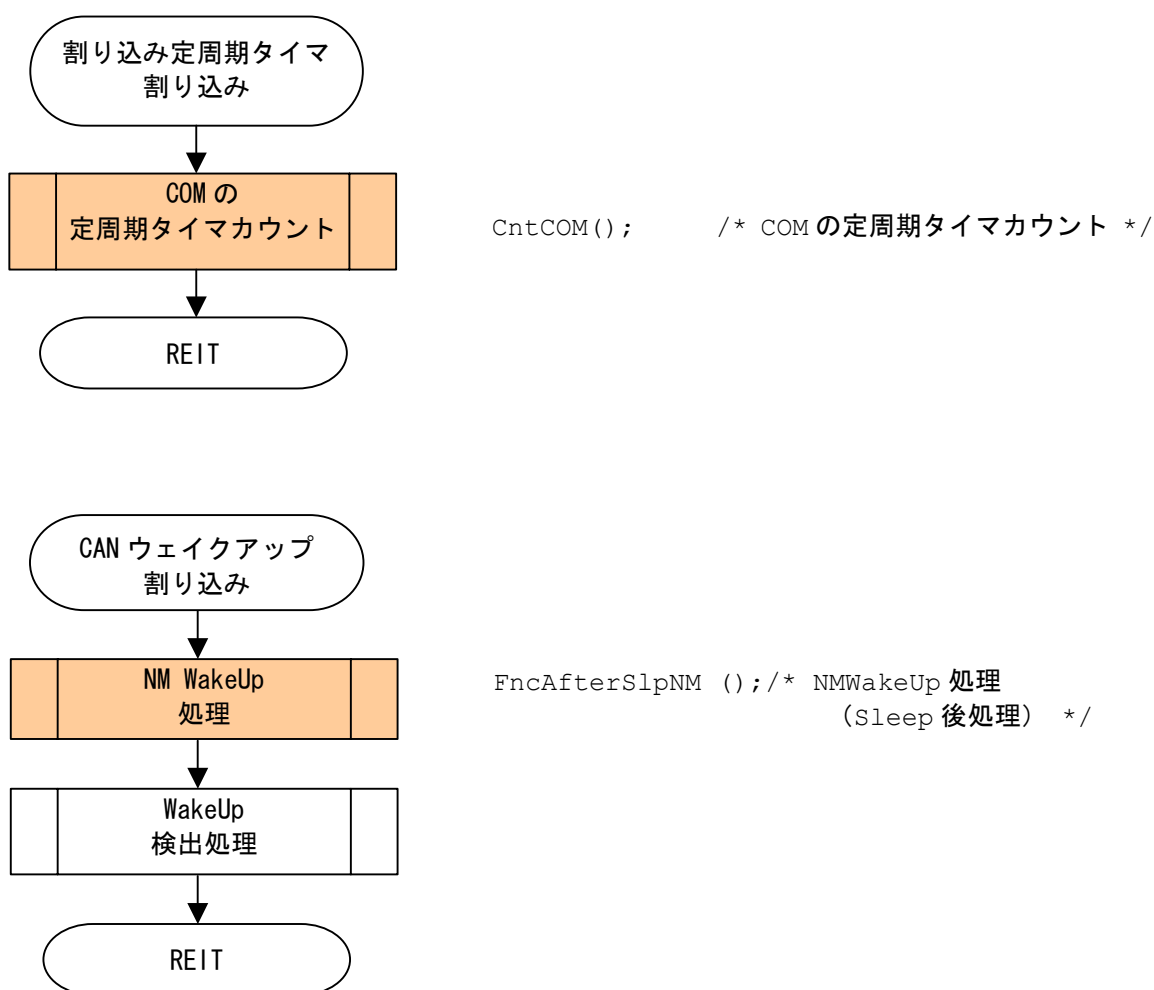 割り込み定周期タイマ
割り込み
COM の
定周期タイマカウント
CntCOM(); /* COM の定周期タイマカウント */
REIT
CAN ウェイクアップ
割り込み
NM WakeUp
処理
FncAfterSlpNM ();/* NMWakeUp 処理
（Sleep 後処理） */
WakeUp
検出処理
REIT